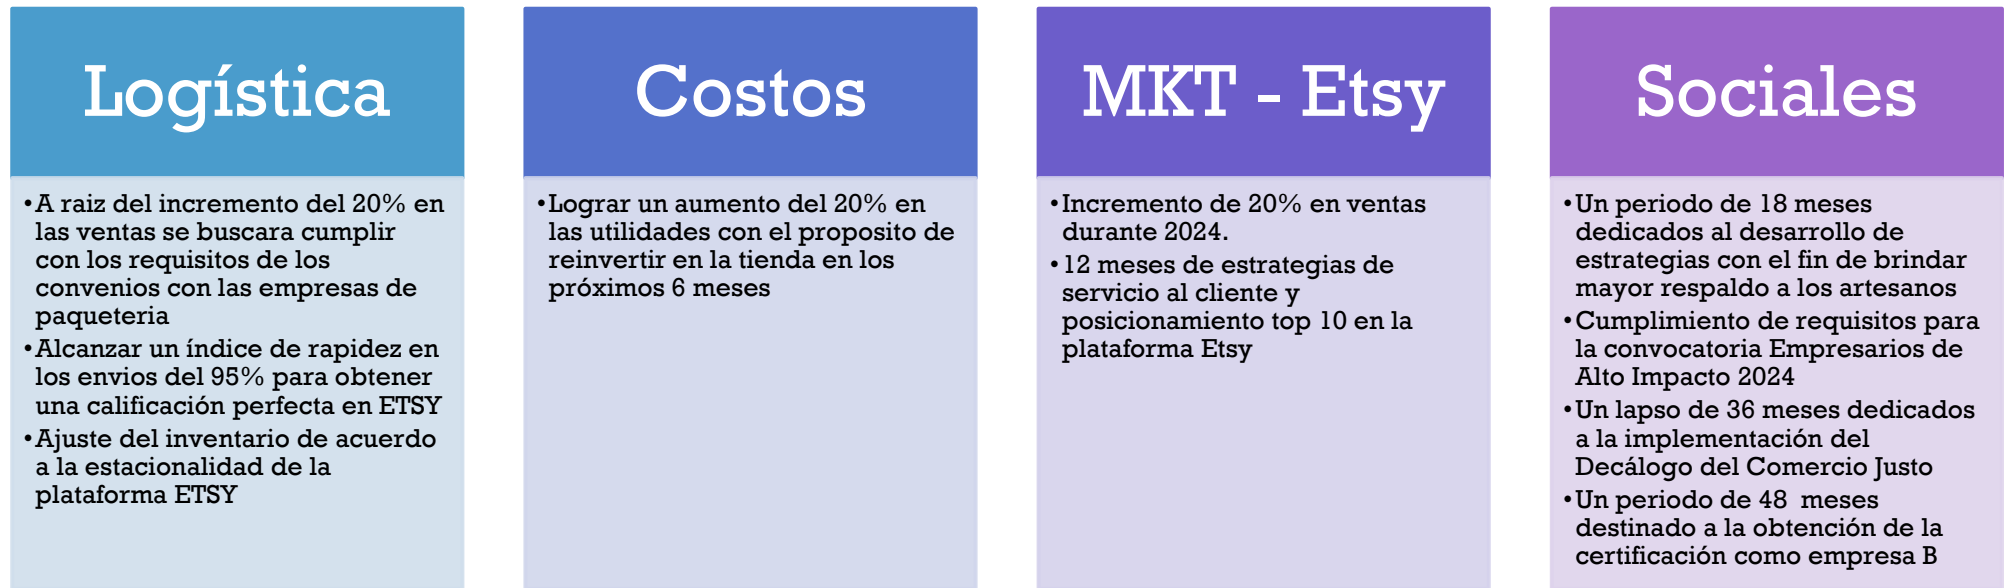 Logística
•A raiz del incremento del 20% en
las ventas se buscara cumplir
con los requisitos de los
convenios con las empresas de
paqueteria
•Alcanzar un índice de rapidez en
los envios del 95% para obtener
una calificación perfecta en ETSY
•Ajuste del inventario de acuerdo
a la estacionalidad de la
plataforma ETSY
Costos
•Lograr un aumento del 20% en
las utilidades con el proposito de
reinvertir en la tienda en los
próximos 6 meses
MKT - Etsy
•Incremento de 20% en ventas
durante 2024.
•12 meses de estrategias de
servicio al cliente y
posicionamiento top 10 en la
plataforma Etsy
Sociales
•Un periodo de 18 meses
dedicados al desarrollo de
estrategias con el fin de brindar
mayor respaldo a los artesanos
•Cumplimiento de requisitos para
la convocatoria Empresarios de
Alto Impacto 2024
•Un lapso de 36 meses dedicados
a la implementación del
Decálogo del Comercio Justo
•Un periodo de 48  meses
destinado a la obtención de la
certificación como empresa B